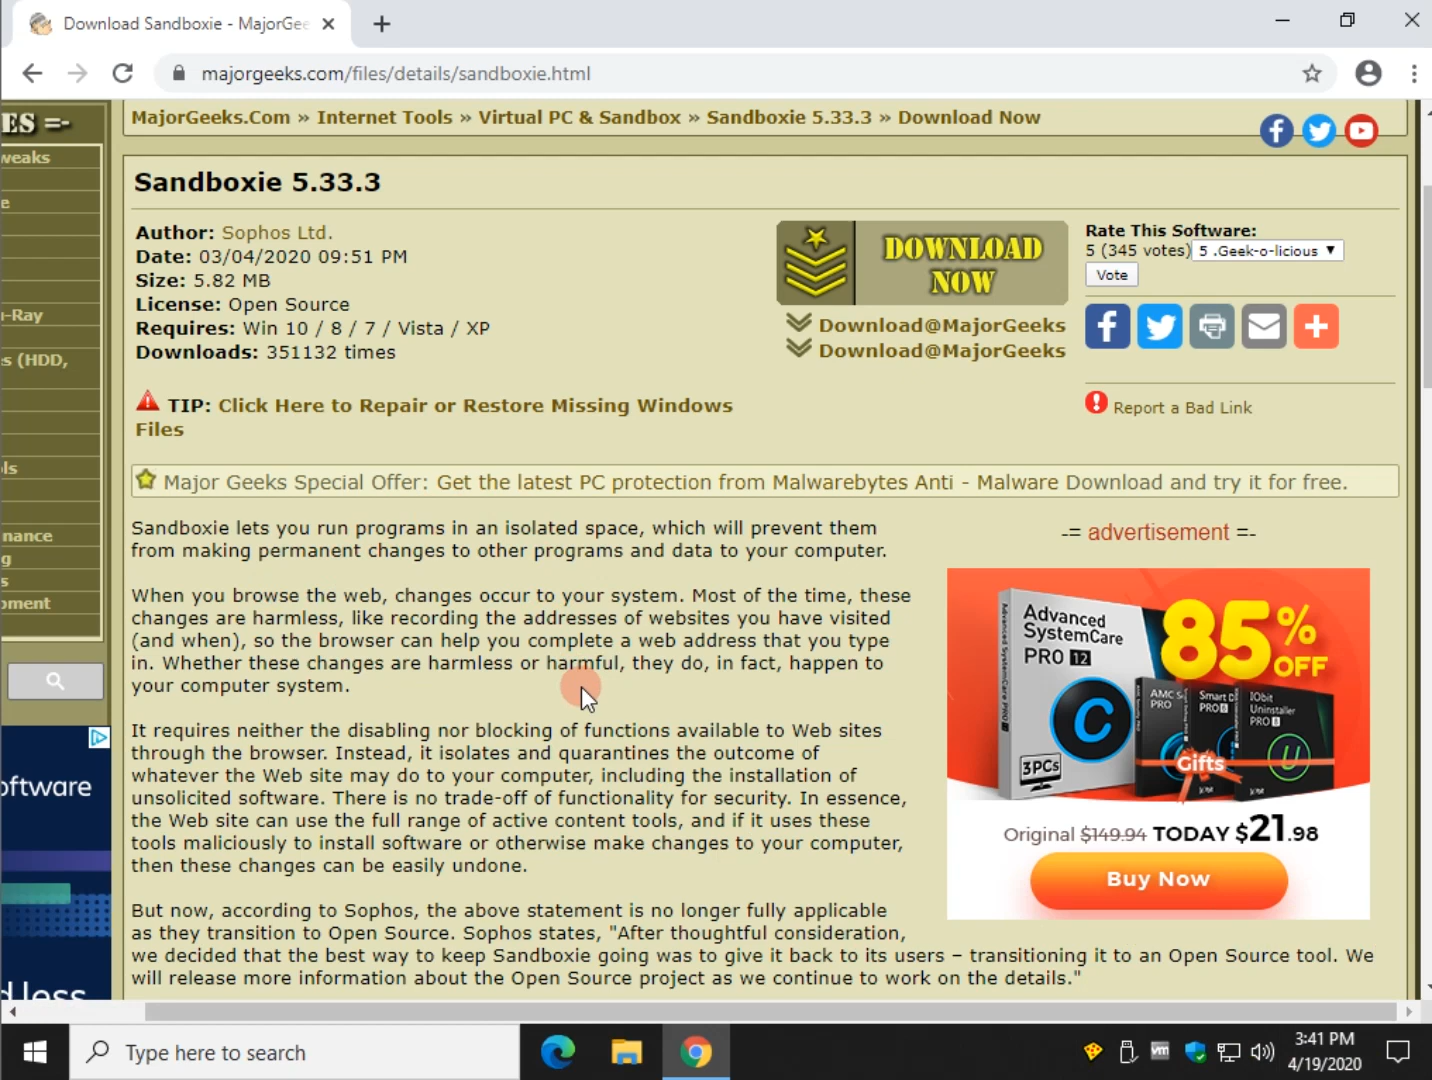 Download Sandboxie - MajorGee
majorgeeks.com/files/details/sandboxie.html
ES =-
weaks
e
u-Ray
s (HDD,
ls
nance
g
s
pment
oftware
dless
MajorGeeks.Com » Internet Tools » Virtual PC & Sandbox » Sandboxie 5.33.3 » Download Now
Sandboxie 5.33.3
Author: Sophos Ltd.
Date: 03/04/2020 09:51 PM
Size: 5.82 MB
License: Open Source
Requires: Win 10 / 8 / 7 / Vista / XP
Downloads: 351132 times
DOWNLOAD
NOW
Download@MajorGeeks
Download@MajorGeeks
Rate This Software:
5 (345 votes) 5 .Geek-o-licious
Vote
Report a Bad Link
TIP: Click Here to Repair or Restore Missing Windows
Files
Major Geeks Special Offer: Get the latest PC protection from Malwarebytes Anti - Malware Download and try it for free.
Sandboxie lets you run programs in an isolated space, which will prevent them
from making permanent changes to other programs and data to your computer.
When you browse the web, changes occur to your system. Most of the time, these
changes are harmless, like recording the addresses of websites you have visited
(and when), so the browser can help you complete a web address that you type
in. Whether these changes are harmless or harmful, they do, in fact, happen to
your computer system.
It requires neither the disabling nor blocking of functions available to Web sites
through the browser. Instead, it isolates and quarantines the outcome of
whatever the Web site may do to your computer, including the installation of
unsolicited software. There is no trade-off of functionality for security. In essence,
the Web site can use the full range of active content tools, and if it uses these
tools maliciously to install software or otherwise make changes to your computer,
then these changes can be easily undone.
But now, according to Sophos, the above statement is no longer fully applicable
as they transition to Open Source. Sophos states, "After thoughtful consideration,
we decided that the best way to keep Sandboxie going was to give it back to its users – transitioning it to an Open Source tool. We
will release more information about the Open Source project as we continue to work on the details."
-= advertisement =-
Advanced
SystemCare
PRO 12
85%
OFF
AMC S
PRO
Smart D
PRO
IObit
Uninstaller
PRO
3PCs
Gifts
Original $149.94 TODAY $21.98
Buy Now
Type here to search
vm
3:41 PM
4/19/2020